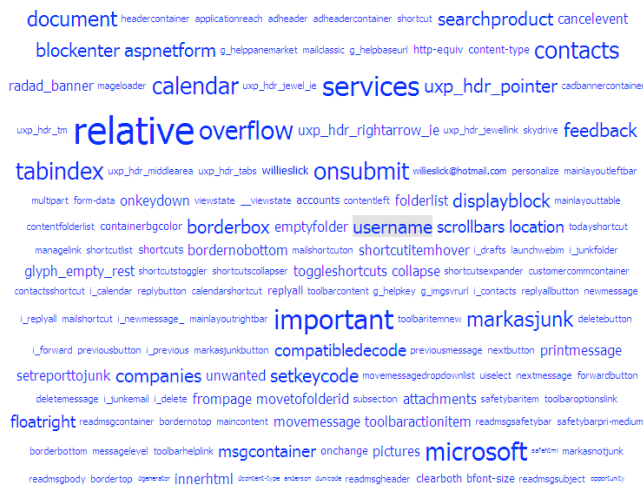 document headercontainer applicationreach adheader adheadercontainer shortcut searchproduct cancelevent
blockenter aspnetform g_helppanemarket mailclassic g_helpbaseurl http-equiv content-type contacts
radad_banner mageloader calendar uxp_hdr_jewel_ie services uxp_hdr_pointer cadbannercontainer
uxp_hdr_tm relative overflow uxp_hdr_rightarrow_ie uxp_hdr_jewellink skydrive feedback
tabindex uxp_hdr_middlearea uxp_hdr_tabs willieslick onsubmit willieslick@hotmail.com personalize mainlayoutleftbar
multipart form-data onkeydown viewstate __viewstate accounts contentleft folderlist displayblock mainlayouttable
contentfolderlist containerbgcolor borderbox emptyfolder username scrollbars location todayshortcut
managelink shortcutlist shortcuts bordernobottom mailshortcuton shortcutitemhover i_drafts launchwebim i_junkfolder
glyph_empty_rest shortcutstoggler shortcutscollapser toggleshortcuts collapse shortcutsexpander customercommcontainer
contactsshortcut i_calendar replybutton calendarshortcut replyall toolbarcontent g_helpkey g_imgsvrurl i_contacts replyallbutton newmessage
i_replyall mailshortcut i_newmessage_ mainlayoutrightbar important toolbaritemnew markasjunk deletebutton
i_forward previousbutton i_previous markasjunkbutton compatibledecode previousmessage nextbutton printmessage
setreporttojunk companies unwanted setkeycode movemessagedropdownlist uiselect nextmessage forwardbutton
deletemessage i_junkemail i_delete frompage movetofolderid subsection attachments safetybaritem toolbaroptionslink
floatright readmsgcontainer bordernotop maincontent movemessage toolbaractionitem readmsgsafetybar safetybarpri-medium
borderbottom messagelevel toolbarhelplink msgcontainer onchange pictures microsoft safehtml markasnotjunk
readmsgbody bordertop dgenerator innerhtml dcontent-type anderson dunicode readmsgheader clearboth bfont-size readmsgsubject opportunity